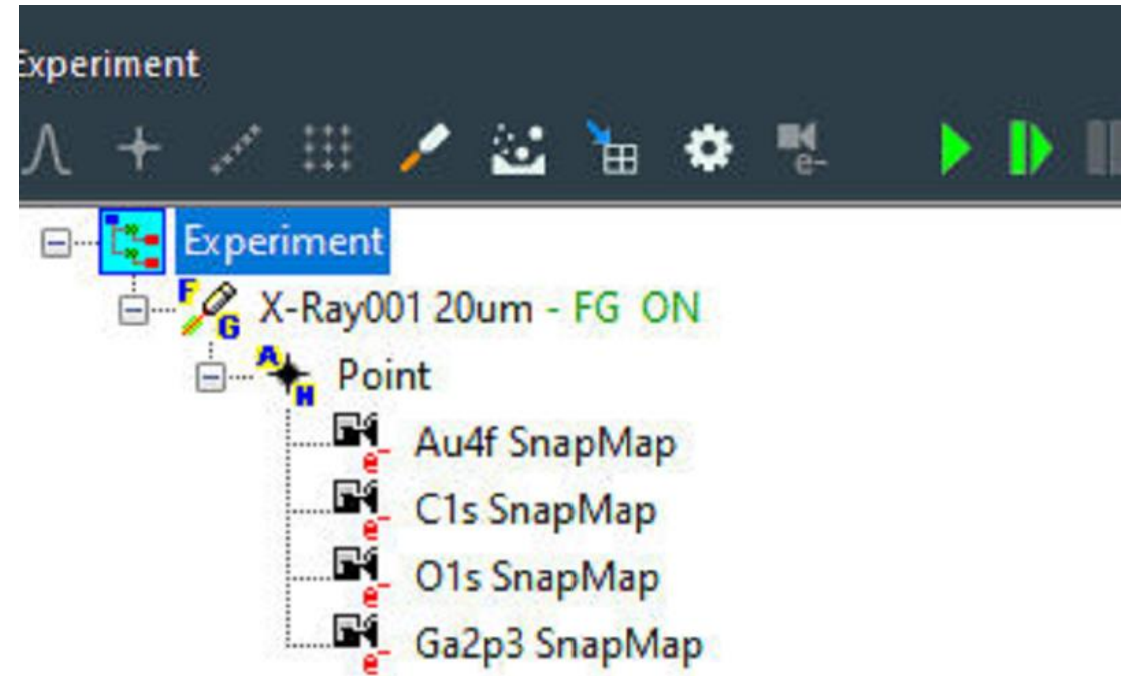 Experiment
e-
Experiment
F G X-Ray001 20um - FG ON
A H Point
e- Au4f SnapMap
e- C1s SnapMap
e- O1s SnapMap
e- Ga2p3 SnapMap